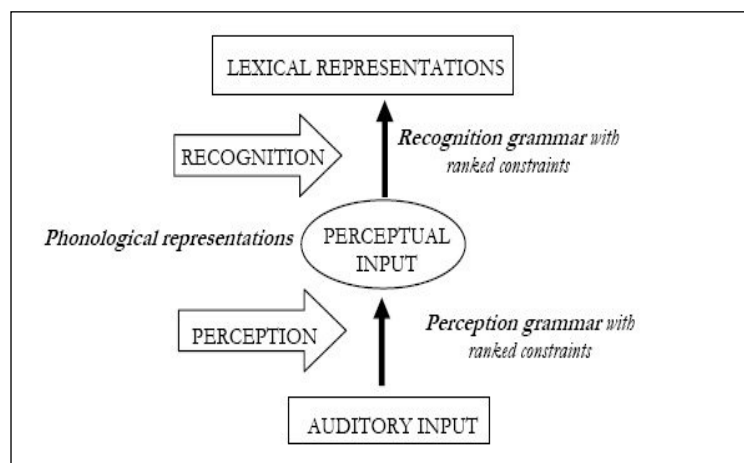 LEXICAL REPRESENTATIONS
Recognition grammar with
ranked constraints
RECOGNITION
Phonological representations
PERCEPTUAL
INPUT
Perception grammar with
ranked constraints
PERCEPTION
AUDITORY INPUT